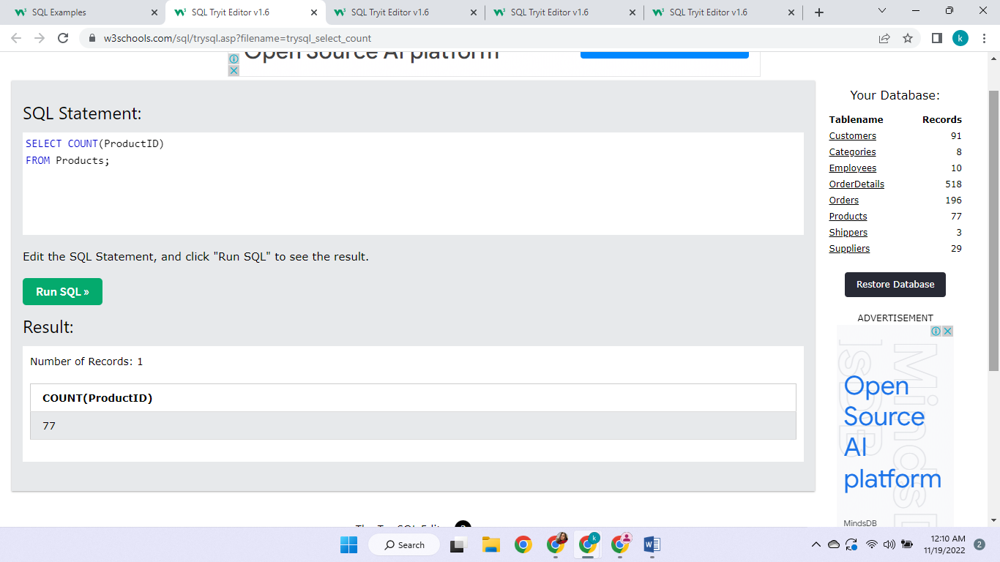 SQL Examples
SQL Tryit Editor v1.6
SQL Tryit Editor v1.6
SQL Tryit Editor v1.6
SQL Tryit Editor v1.6
w3schools.com/sql/trysql.asp?filename=trysql_select_count
k
Open Source AI platform
SQL Statement:
SELECT COUNT(ProductID)
FROM Products;
Edit the SQL Statement, and click "Run SQL" to see the result.
Run SQL »
Result:
Number of Records: 1
COUNT(ProductID)
77
Your Database:
Tablename Records
Customers 91
Categories 8
Employees 10
OrderDetails 518
Orders 196
Products 77
Shippers 3
Suppliers 29
Restore Database
ADVERTISEMENT
Open
Source
AI
platform
MindsDB
Search
k
12:10 AM
11/19/2022
2